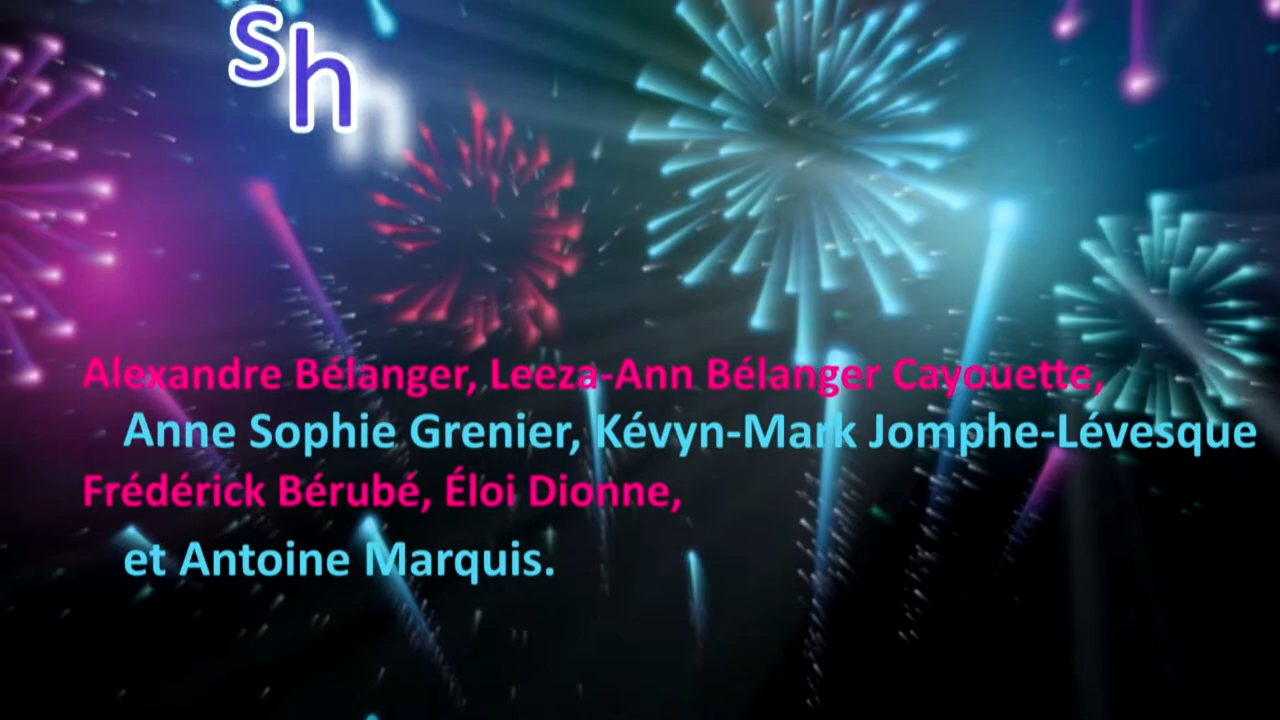 sh
Alexandre Bélanger, Leeza-Ann Bélanger Cayouette,
Anne Sophie Grenier, Kévyn-Mark Jomphe-Lévesque
Frédérick Bérubé, Éloi Dionne,
et Antoine Marquis.